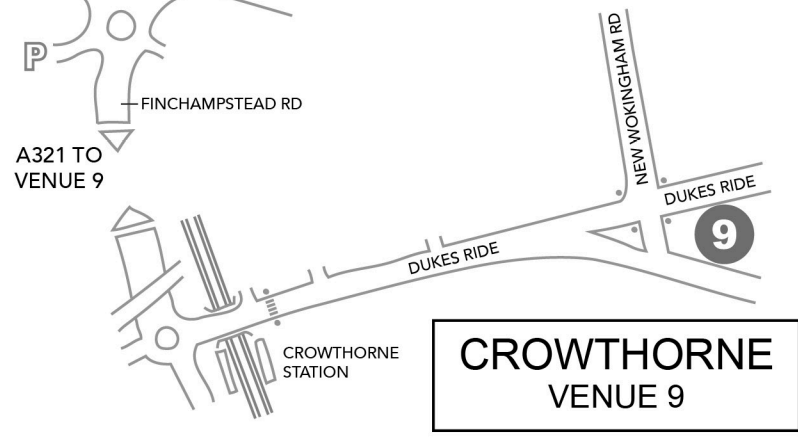 P
FINCHAMPSTEAD RD
A321 TO
VENUE 9
NEW WOKINGHAM RD
DUKES RIDE
9
DUKES RIDE
CROWTHORNE
STATION
CROWTHORNE
VENUE 9